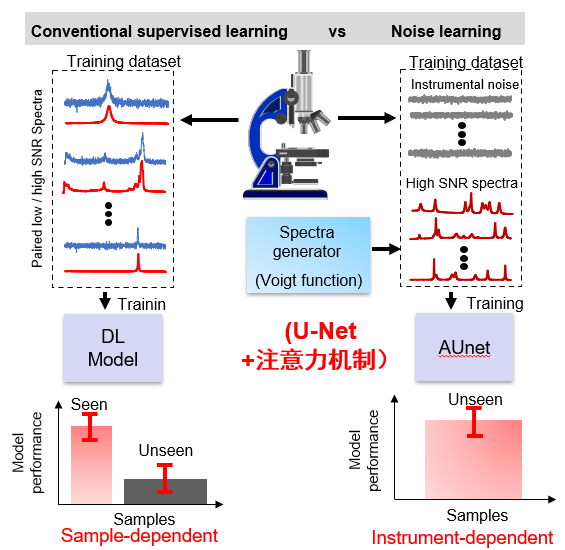 Conventional supervised learning vs Noise learning
Training dataset
Paired low / high SNR Spectra
Trainin
DL
Model
Seen
Unseen
Model
performance
Samples
Sample-dependent
Spectra
generator
(Voigt function)
(U-Net
+注意力机制）
Training dataset
Instrumental noise
High SNR spectra
Training
AUnet
Unseen
Model
performance
Samples
Instrument-dependent